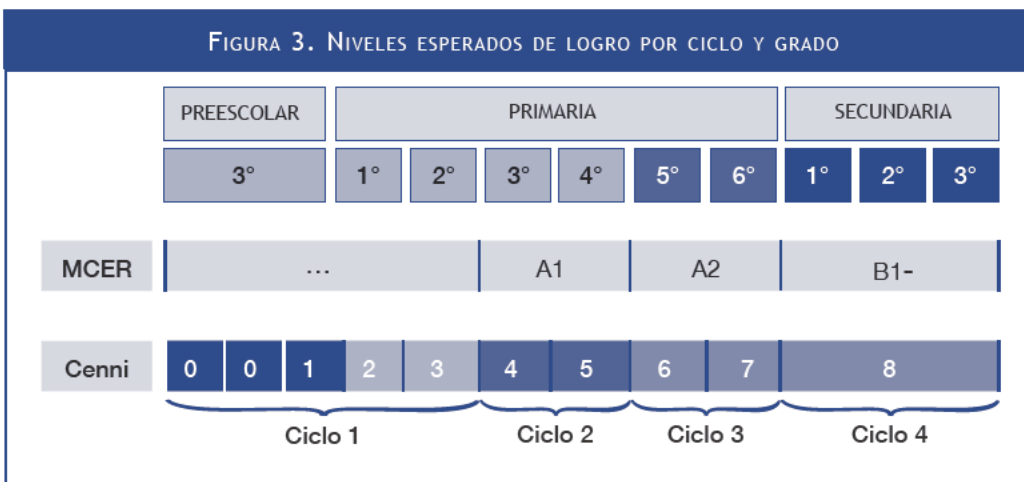 FIGURA 3. NIVELES ESPERADOS DE LOGRO POR CICLO Y GRADO
PREESCOLAR PRIMARIA SECUNDARIA
3° 1° 2° 3° 4° 5° 6° 1° 2° 3°
MCER ... A1 A2 B1-
Cenni 0 0 1 2 3 4 5 6 7 8
Ciclo 1 Ciclo 2 Ciclo 3 Ciclo 4